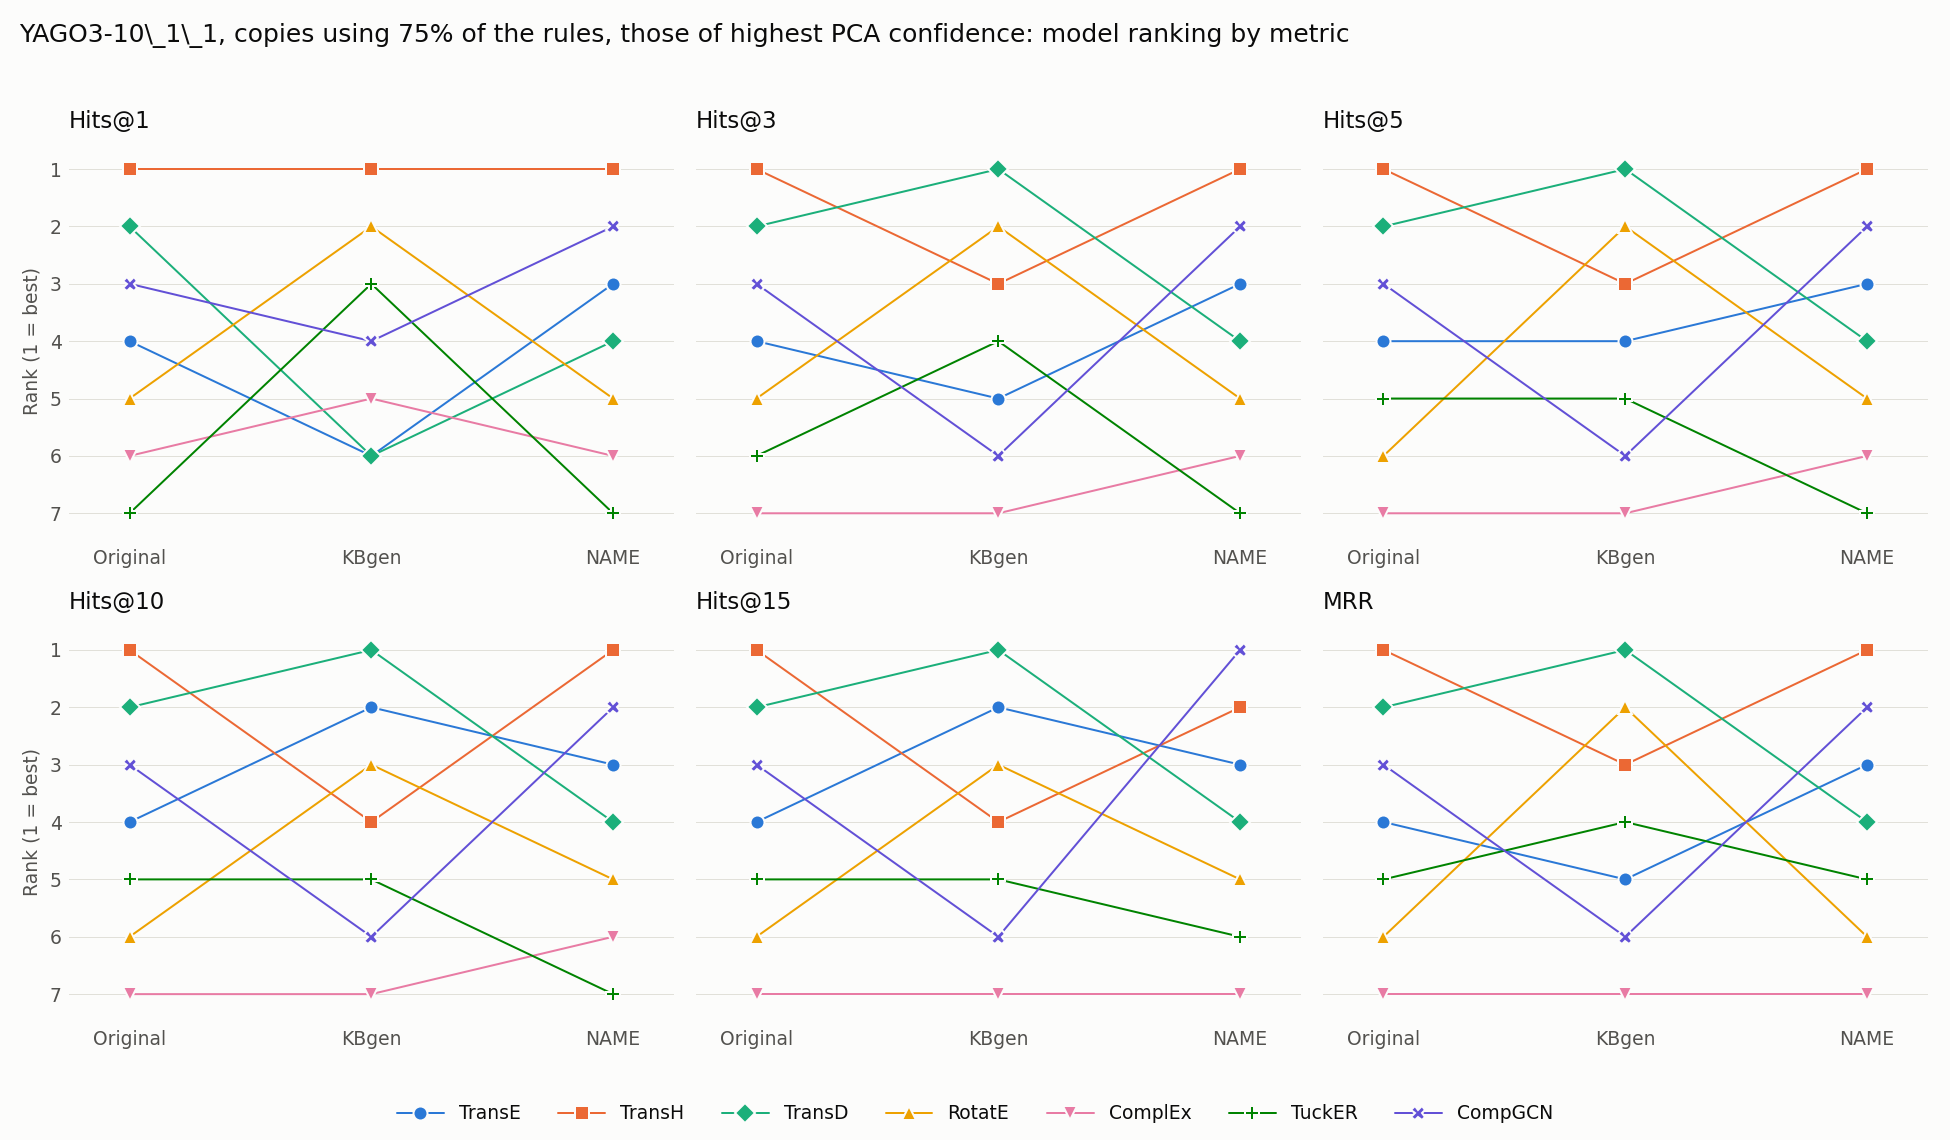 YAGO3-10\_1\_1, copies using 75% of the rules, those of highest PCA confidence: model ranking by metric
Hits@1
Hits@3
Hits@5
Rank (1 = best)
1
2
3
4
5
6
7
Original
KBgen
NAME
Original
KBgen
NAME
Original
KBgen
NAME
Hits@10
Hits@15
MRR
Rank (1 = best)
1
2
3
4
5
6
7
Original
KBgen
NAME
Original
KBgen
NAME
Original
KBgen
NAME
TransE
TransH
TransD
RotatE
ComplEx
TuckER
CompGCN